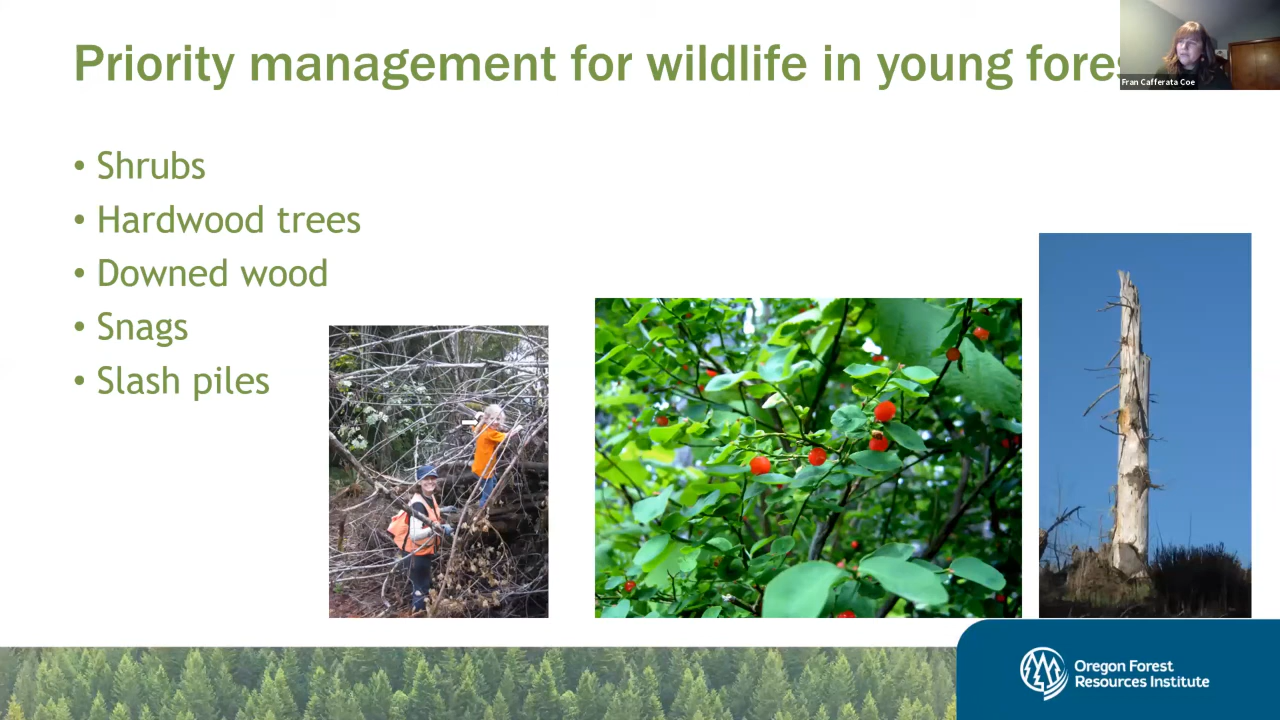 Priority management for wildlife in young fores
Fran Cafferata Coe
• Shrubs
• Hardwood trees
• Downed wood
• Snags
• Slash piles
Oregon Forest
Resources Institute